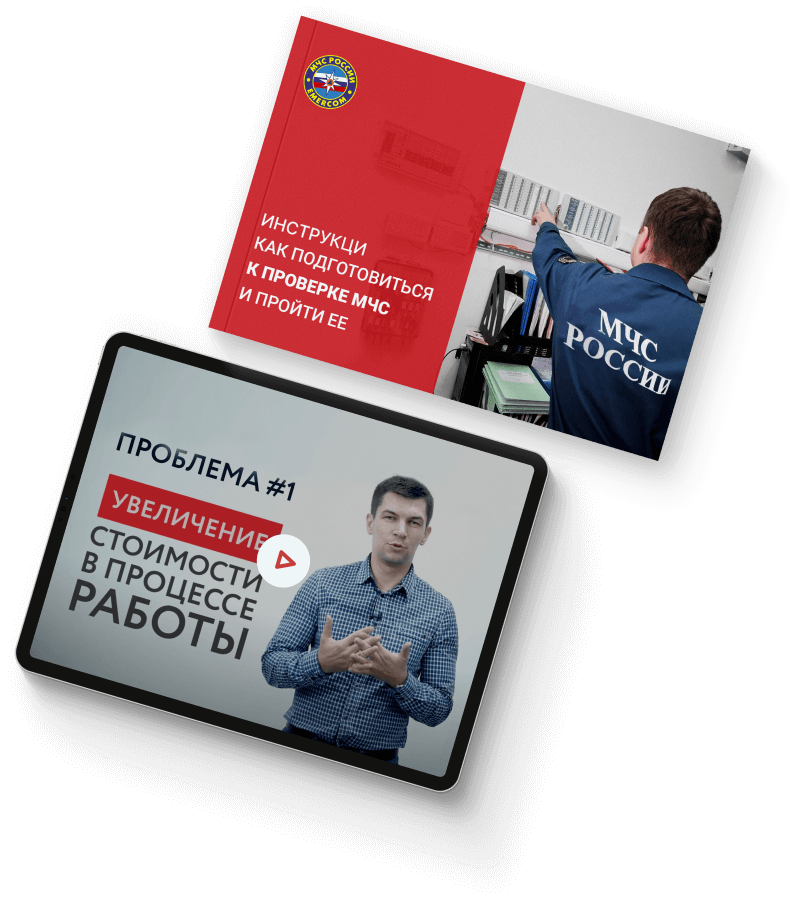 МЧС РОССИИ
EMERCOM
ИНСТРУКЦИ
КАК ПОДГОТОВИТЬСЯ
К ПРОВЕРКЕ МЧС
И ПРОЙТИ ЕЕ
МЧС
РОССИИ
ПРОБЛЕМА #1
УВЕЛИЧЕНИЕ
СТОИМОСТИ
В ПРОЦЕССЕ
РАБОТЫ